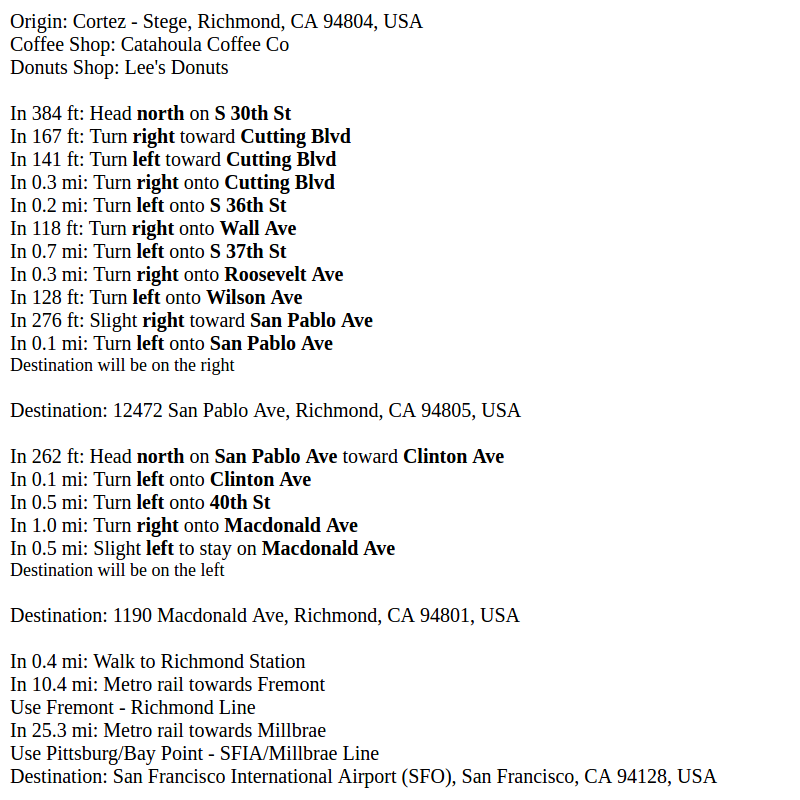 Origin: Cortez - Stege, Richmond, CA 94804, USA
Coffee Shop: Catahoula Coffee Co
Donuts Shop: Lee's Donuts
In 384 ft: Head north on S 30th St
In 167 ft: Turn right toward Cutting Blvd
In 141 ft: Turn left toward Cutting Blvd
In 0.3 mi: Turn right onto Cutting Blvd
In 0.2 mi: Turn left onto S 36th St
In 118 ft: Turn right onto Wall Ave
In 0.7 mi: Turn left onto S 37th St
In 0.3 mi: Turn right onto Roosevelt Ave
In 128 ft: Turn left onto Wilson Ave
In 276 ft: Slight right toward San Pablo Ave
In 0.1 mi: Turn left onto San Pablo Ave
Destination will be on the right
Destination: 12472 San Pablo Ave, Richmond, CA 94805, USA
In 262 ft: Head north on San Pablo Ave toward Clinton Ave
In 0.1 mi: Turn left onto Clinton Ave
In 0.5 mi: Turn left onto 40th St
In 1.0 mi: Turn right onto Macdonald Ave
In 0.5 mi: Slight left to stay on Macdonald Ave
Destination will be on the left
Destination: 1190 Macdonald Ave, Richmond, CA 94801, USA
In 0.4 mi: Walk to Richmond Station
In 10.4 mi: Metro rail towards Fremont
Use Fremont - Richmond Line
In 25.3 mi: Metro rail towards Millbrae
Use Pittsburg/Bay Point - SFIA/Millbrae Line
Destination: San Francisco International Airport (SFO), San Francisco, CA 94128, USA